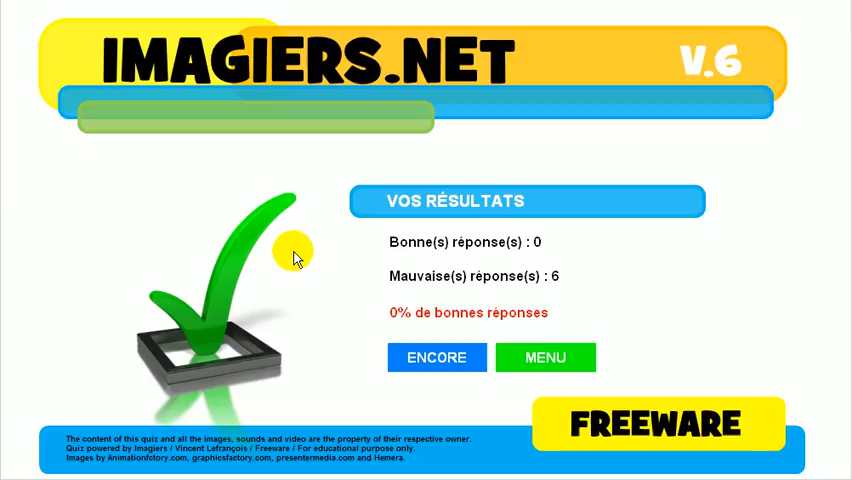 IMAGIERS.NET
V.6
VOS RÉSULTATS
Bonne(s) réponse(s) : 0
Mauvaise(s) réponse(s) : 6
0% de bonnes réponses
ENCORE
MENU
FREEWARE
The content of this quiz and all the images, sounds and video are the property of their respective owner.
Quiz powered by Imagiers / Vincent Lefrançois / Freeware / For educational purpose only.
Images by Animationfctory.com, graphicsfactory.com, presentermedia.com and Hemera.